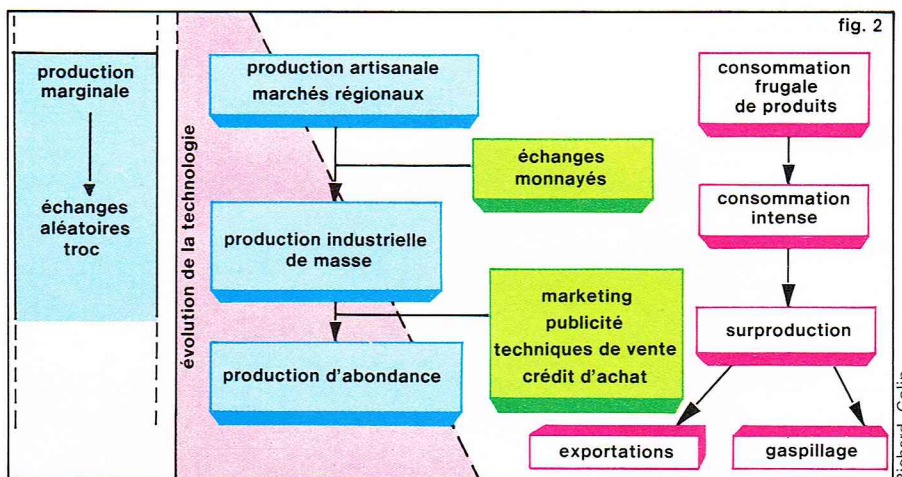 fig. 2
production
marginale
échanges
aléatoires
troc
évolution de la technologie
production artisanale
marchés régionaux
échanges
monnayés
production industrielle
de masse
marketing
publicité
techniques de vente
crédit d'achat
production d'abondance
consommation
frugale
de produits
consommation
intense
surproduction
exportations
gaspillage
Richard Colin